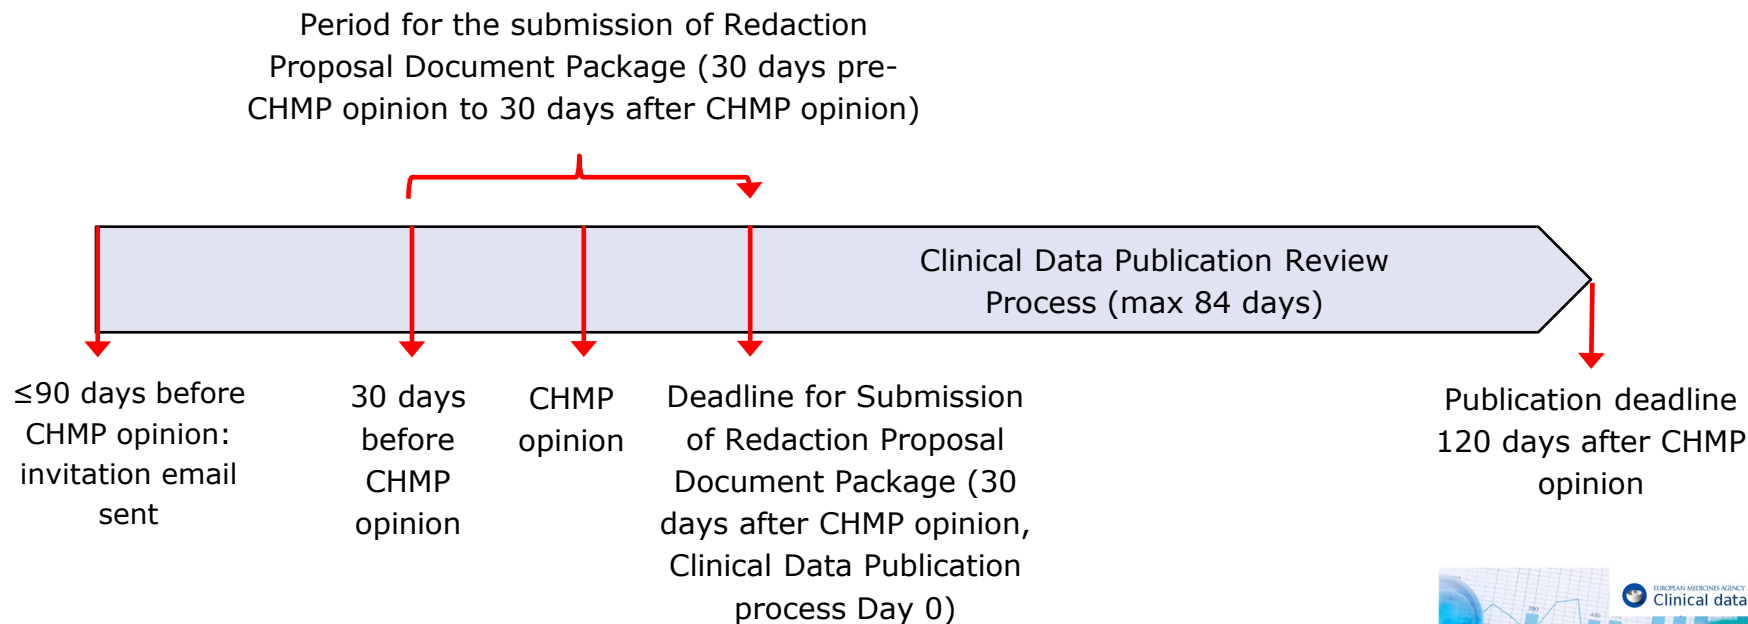 Period for the submission of Redaction
Proposal Document Package (30 days pre-
CHMP opinion to 30 days after CHMP opinion)
Clinical Data Publication Review
Process (max 84 days)
≤90 days before
CHMP opinion:
invitation email
sent
30 days
before
CHMP
opinion
CHMP
opinion
Deadline for Submission
of Redaction Proposal
Document Package (30
days after CHMP opinion,
Clinical Data Publication
process Day 0)
Publication deadline
120 days after CHMP
opinion
EUROPEAN MEDICINES AGENCY
Clinical data